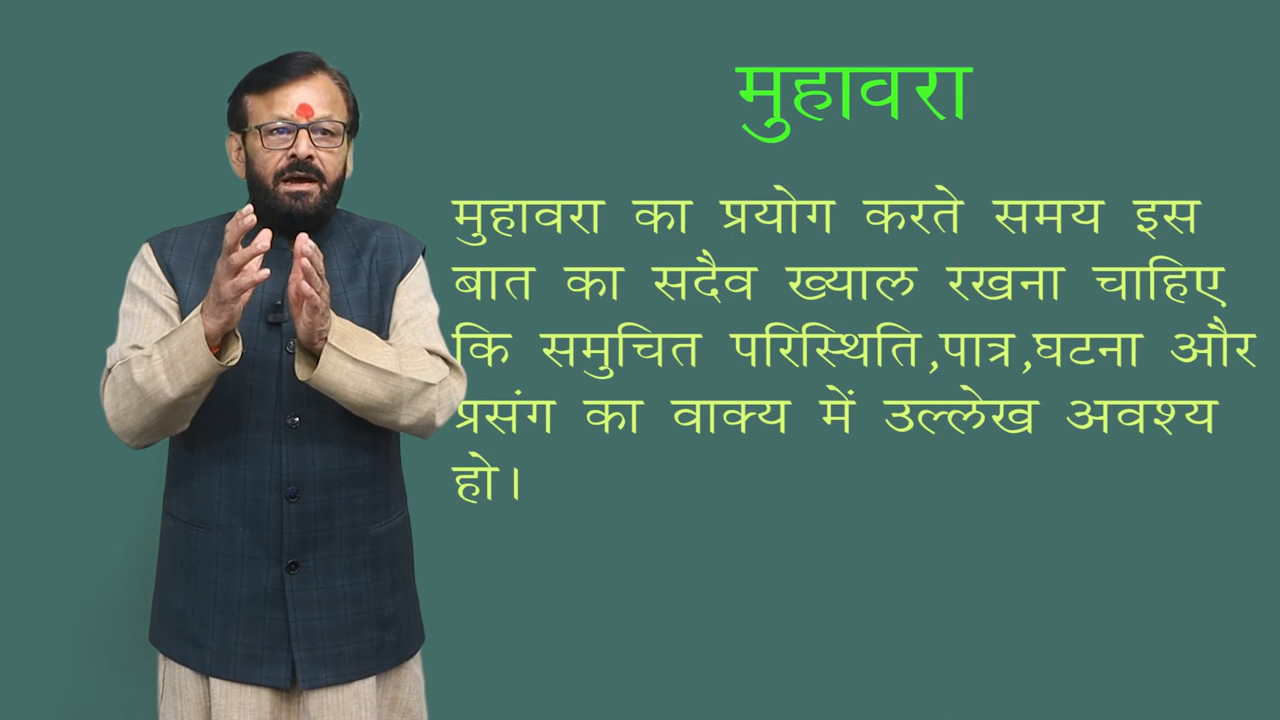 मुहावरा
मुहावरा का प्रयोग करते समय इस
बात का सदैव ख्याल रखना चाहिए
कि समुचित परिस्थिति,पात्र,घटना और
प्रसंग का वाक्य में उल्लेख अवश्य
हो।